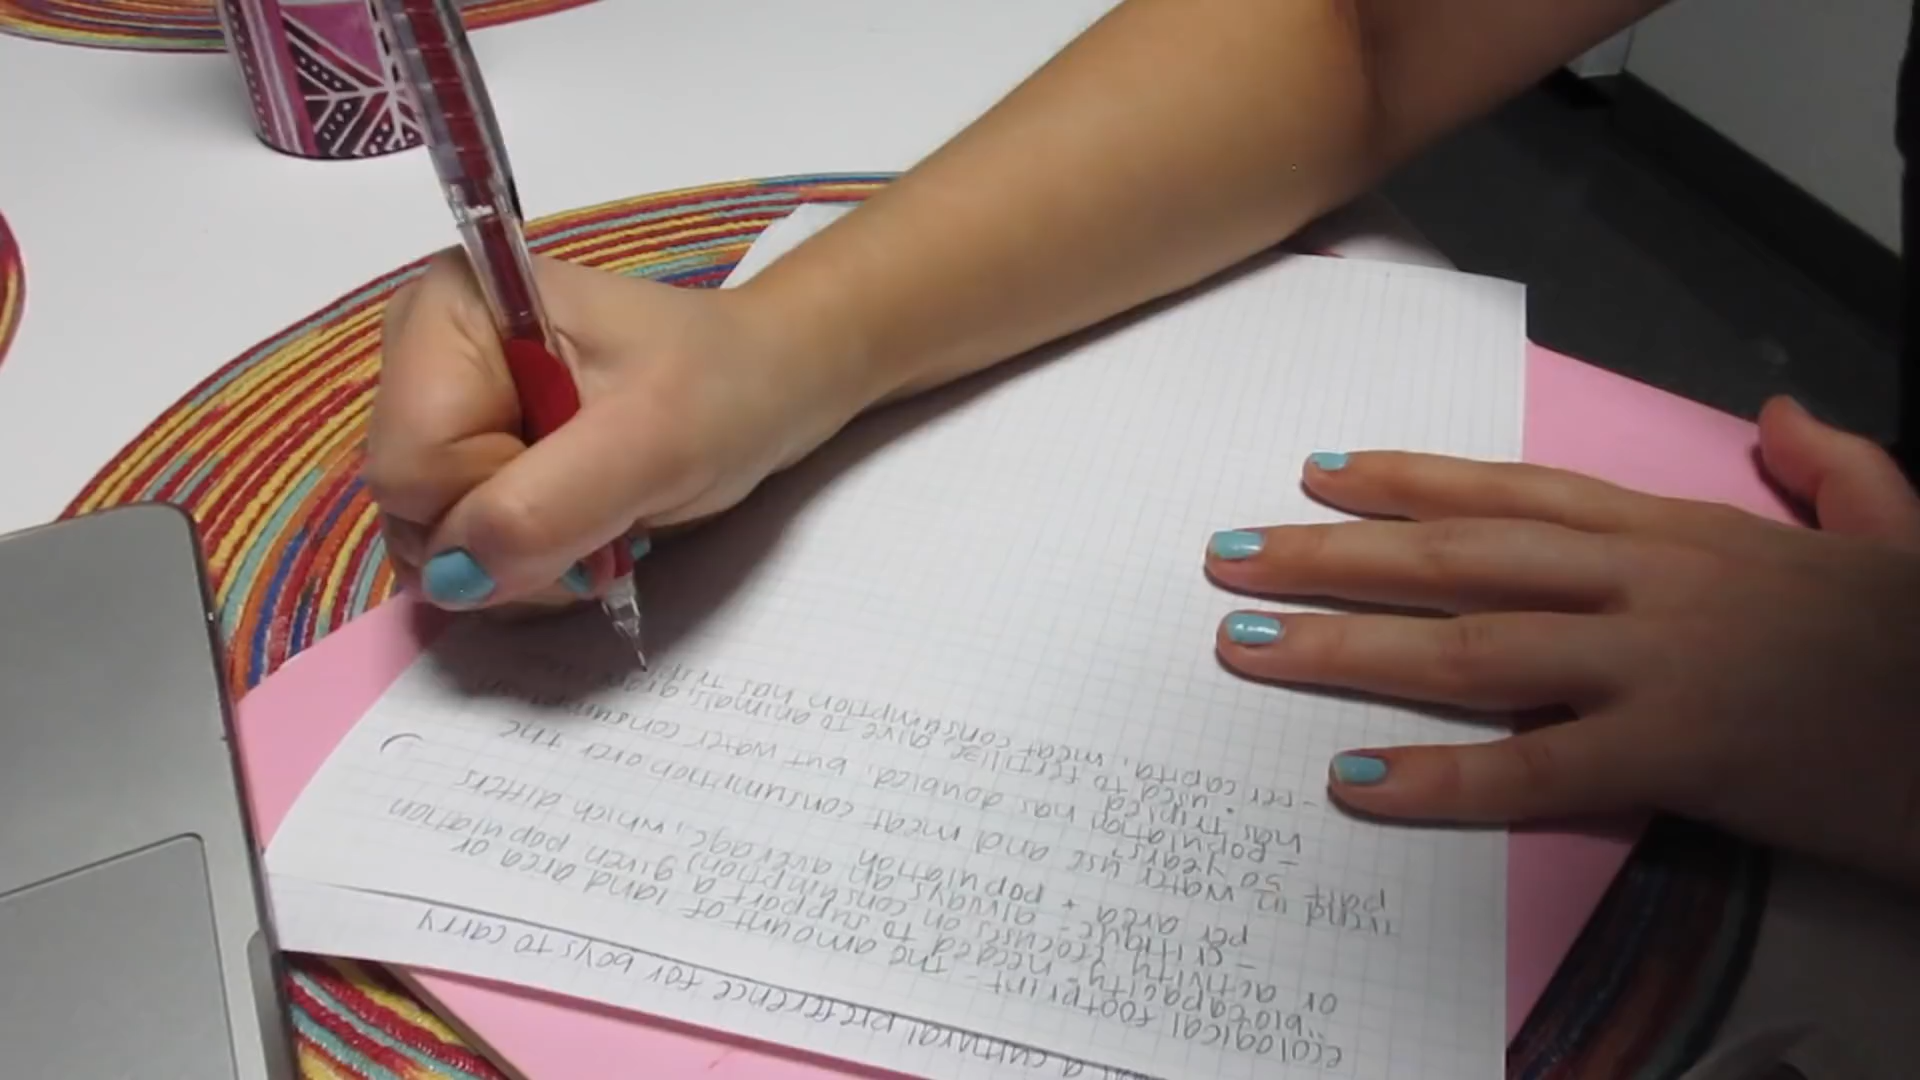 a cultural preference for boys to carry
ecological footprint - the amount of land area or
"biocapacity" needed to support a given population
or activity (focuses on consumption)
- critique: always an average, which differs
per area + population
trend in water use and meat consumption over the
past 50 years
- population has doubled, but water consumption
has tripled
• used to fertilize, give to animals,
- per capita, meat consumption has tripl